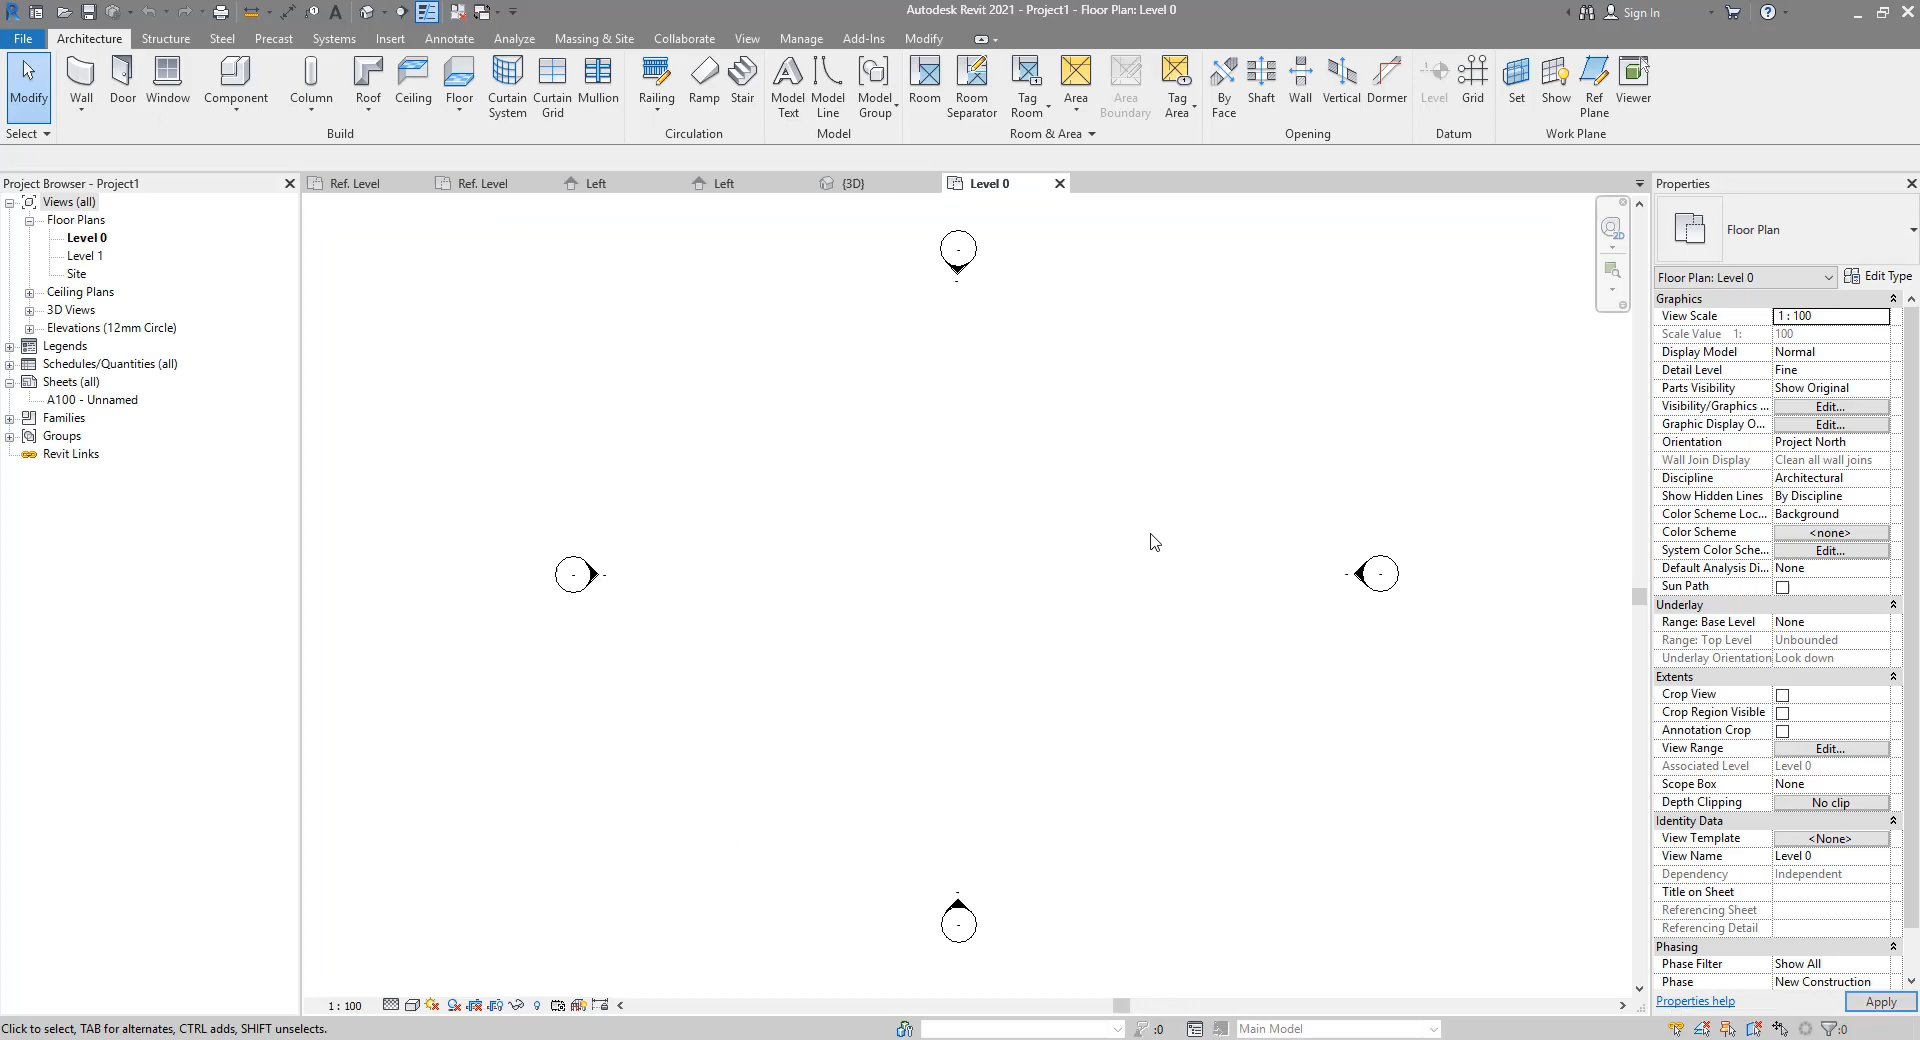 Autodesk Revit 2021 - Project1 - Floor Plan: Level 0
Sign In
File Architecture Structure Steel Precast Systems Insert Annotate Analyze Massing & Site Collaborate View Manage Add-Ins Modify
Modify Wall Door Window Component Column Roof Ceiling Floor Curtain System Curtain Grid Mullion Railing Ramp Stair Model Text Model Line Model Group Room Room Separator Tag Room Area Area Boundary Tag Area By Face Shaft Wall Vertical Dormer Level Grid Set Show Ref Plane Viewer
Select Build Circulation Model Room & Area Opening Datum Work Plane
Project Browser - Project1
Views (all)
Floor Plans
Level 0
Level 1
Site
Ceiling Plans
3D Views
Elevations (12mm Circle)
Legends
Schedules/Quantities (all)
Sheets (all)
A100 - Unnamed
Families
Groups
Revit Links
Ref. Level Ref. Level Left Left {3D} Level 0
2D
Properties
Floor Plan
Floor Plan: Level 0 Edit Type
Graphics
View Scale 1 : 100
Scale Value 1: 100
Display Model Normal
Detail Level Fine
Parts Visibility Show Original
Visibility/Graphics ... Edit...
Graphic Display O... Edit...
Orientation Project North
Wall Join Display Clean all wall joins
Discipline Architectural
Show Hidden Lines By Discipline
Color Scheme Loc... Background
Color Scheme <none>
System Color Sche... Edit...
Default Analysis Di... None
Sun Path
Underlay
Range: Base Level None
Range: Top Level Unbounded
Underlay Orientation Look down
Extents
Crop View
Crop Region Visible
Annotation Crop
View Range Edit...
Associated Level Level 0
Scope Box None
Depth Clipping No clip
Identity Data
View Template <None>
View Name Level 0
Dependency Independent
Title on Sheet
Referencing Sheet
Referencing Detail
Phasing
Phase Filter Show All
Phase New Construction
Properties help Apply
1 : 100
Click to select, TAB for alternates, CTRL adds, SHIFT unselects.
:0
Main Model
:0